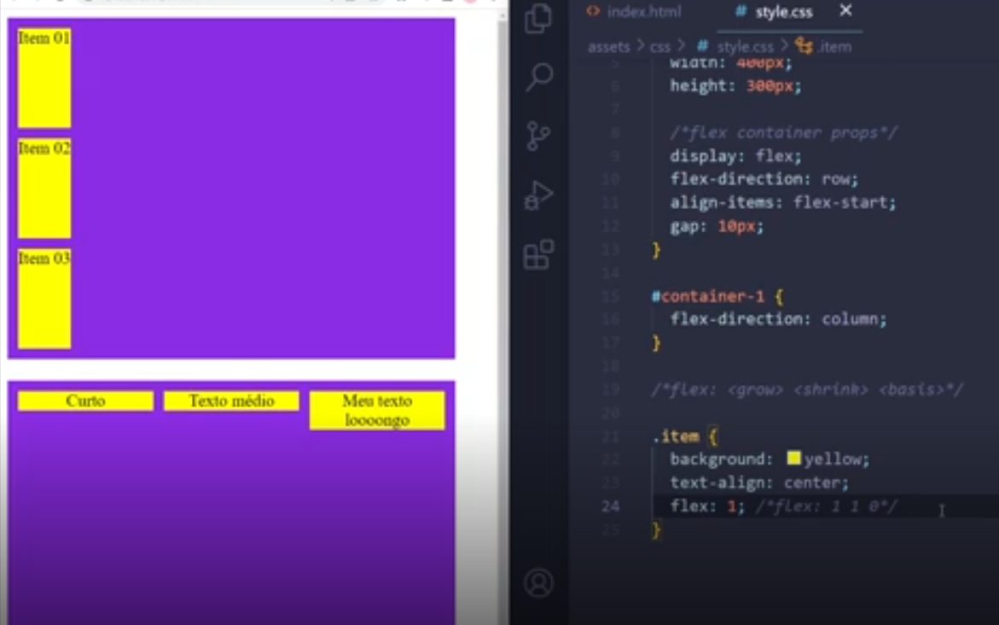 Item 01
Item 02
Item 03
Curto
Texto médio
Meu texto
loooongo
index.html
# style.css
assets > css > # style.css > .item
5 width: 400px;
6 height: 300px;
7
8 /*flex container props*/
9 display: flex;
10 flex-direction: row;
11 align-items: flex-start;
12 gap: 10px;
13 }
14
15 #container-1 {
16 flex-direction: column;
17 }
18
19 /*flex: <grow> <shrink> <basis>*/
20
21 .item {
22 background: yellow;
23 text-align: center;
24 flex: 1; /*flex: 1 1 0*/
25 }